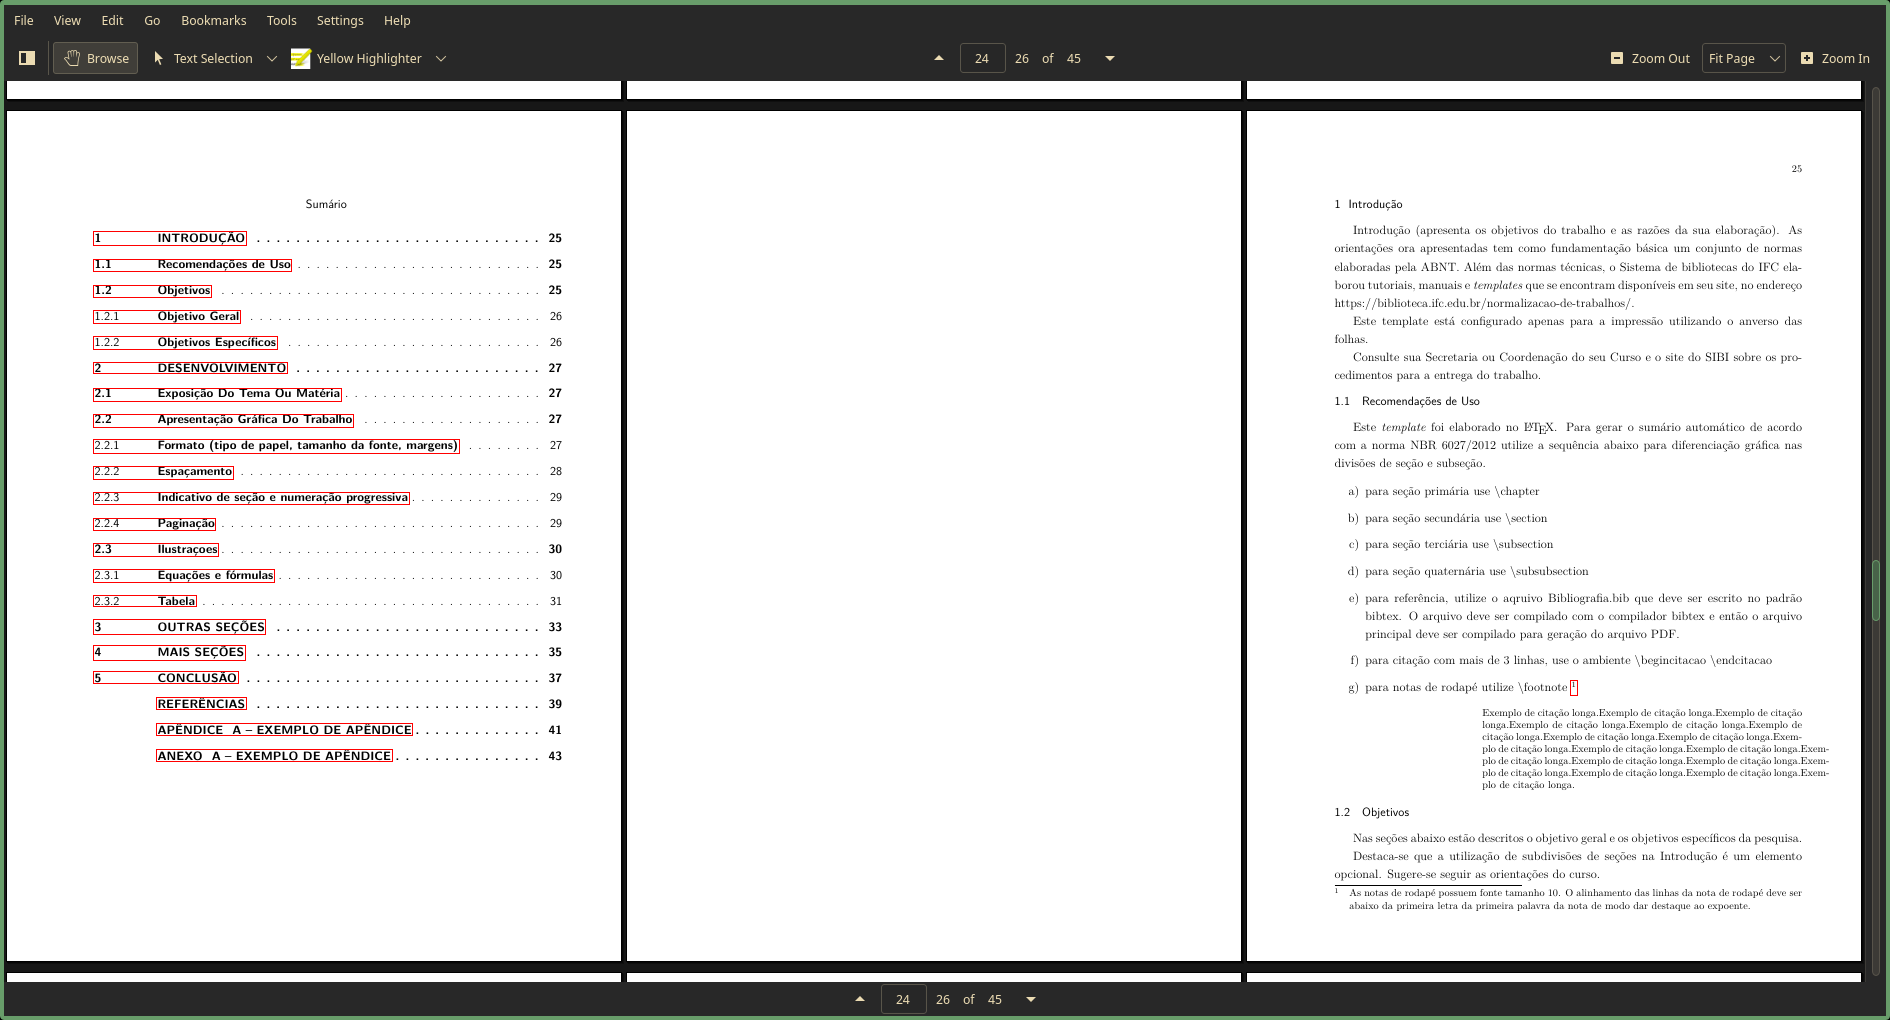 File View Edit Go Bookmarks Tools Settings Help
Browse Text Selection Yellow Highlighter 24 26 of 45 Zoom Out Fit Page Zoom In
Sumário
1 INTRODUÇÃO . . . . . . . . . . . . . . . . . . . . . . . . . . . . . 25
1.1 Recomendações de Uso . . . . . . . . . . . . . . . . . . . . . . . . . 25
1.2 Objetivos . . . . . . . . . . . . . . . . . . . . . . . . . . . . . . . . . 25
1.2.1 Objetivo Geral . . . . . . . . . . . . . . . . . . . . . . . . . . . . . . 26
1.2.2 Objetivos Específicos . . . . . . . . . . . . . . . . . . . . . . . . . . 26
2 DESENVOLVIMENTO . . . . . . . . . . . . . . . . . . . . . . . . . 27
2.1 Exposição Do Tema Ou Matéria . . . . . . . . . . . . . . . . . . . . 27
2.2 Apresentação Gráfica Do Trabalho . . . . . . . . . . . . . . . . . . 27
2.2.1 Formato (tipo de papel, tamanho da fonte, margens) . . . . . . . . 27
2.2.2 Espaçamento . . . . . . . . . . . . . . . . . . . . . . . . . . . . . . . 28
2.2.3 Indicativo de seção e numeração progressiva . . . . . . . . . . . . . 29
2.2.4 Paginação . . . . . . . . . . . . . . . . . . . . . . . . . . . . . . . . . 29
2.3 Ilustraçoes . . . . . . . . . . . . . . . . . . . . . . . . . . . . . . . . . 30
2.3.1 Equações e fórmulas . . . . . . . . . . . . . . . . . . . . . . . . . . . 30
2.3.2 Tabela . . . . . . . . . . . . . . . . . . . . . . . . . . . . . . . . . . . 31
3 OUTRAS SEÇÕES . . . . . . . . . . . . . . . . . . . . . . . . . . . 33
4 MAIS SEÇÕES . . . . . . . . . . . . . . . . . . . . . . . . . . . . . 35
5 CONCLUSÃO . . . . . . . . . . . . . . . . . . . . . . . . . . . . . . 37
REFERÊNCIAS . . . . . . . . . . . . . . . . . . . . . . . . . . . . . 39
APÊNDICE A – EXEMPLO DE APÊNDICE . . . . . . . . . . . . . 41
ANEXO A – EXEMPLO DE APÊNDICE . . . . . . . . . . . . . . . 43
25
1 Introdução
Introdução (apresenta os objetivos do trabalho e as razões da sua elaboração). As
orientações ora apresentadas tem como fundamentação básica um conjunto de normas
elaboradas pela ABNT. Além das normas técnicas, o Sistema de bibliotecas do IFC ela-
borou tutoriais, manuais e templates que se encontram disponíveis em seu site, no endereço
https://biblioteca.ifc.edu.br/normalizacao-de-trabalhos/.
Este template está configurado apenas para a impressão utilizando o anverso das
folhas.
Consulte sua Secretaria ou Coordenação do seu Curso e o site do SIBI sobre os pro-
cedimentos para a entrega do trabalho.
1.1 Recomendações de Uso
Este template foi elaborado no LATEX. Para gerar o sumário automático de acordo
com a norma NBR 6027/2012 utilize a sequência abaixo para diferenciação gráfica nas
divisões de seção e subseção.
a) para seção primária use \chapter
b) para seção secundária use \section
c) para seção terciária use \subsection
d) para seção quaternária use \subsubsection
e) para referência, utilize o aqruivo Bibliografia.bib que deve ser escrito no padrão
bibtex. O arquivo deve ser compilado com o compilador bibtex e então o arquivo
principal deve ser compilado para geração do arquivo PDF.
f) para citação com mais de 3 linhas, use o ambiente \begincitacao \endcitacao
g) para notas de rodapé utilize \footnote 1
Exemplo de citação longa.Exemplo de citação longa.Exemplo de citação
longa.Exemplo de citação longa.Exemplo de citação longa.Exemplo de
citação longa.Exemplo de citação longa.Exemplo de citação longa.Exem-
plo de citação longa.Exemplo de citação longa.Exemplo de citação longa.Exem-
plo de citação longa.Exemplo de citação longa.Exemplo de citação longa.Exem-
plo de citação longa.Exemplo de citação longa.Exemplo de citação longa.Exem-
plo de citação longa.
1.2 Objetivos
Nas seções abaixo estão descritos o objetivo geral e os objetivos específicos da pesquisa.
Destaca-se que a utilização de subdivisões de seções na Introdução é um elemento
opcional. Sugere-se seguir as orientações do curso.
1 As notas de rodapé possuem fonte tamanho 10. O alinhamento das linhas da nota de rodapé deve ser
abaixo da primeira letra da primeira palavra da nota de modo dar destaque ao expoente.
24 26 of 45